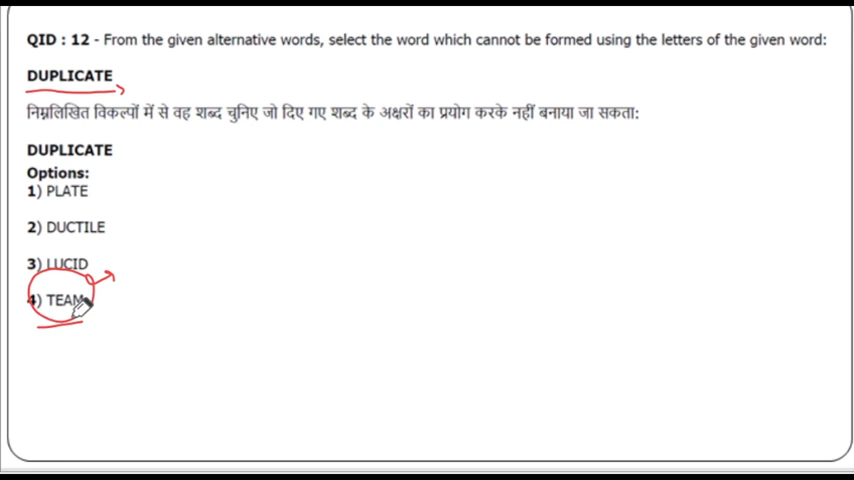 QID : 12 - From the given alternative words, select the word which cannot be formed using the letters of the given word:
DUPLICATE
निम्नलिखित विकल्पों में से वह शब्द चुनिए जो दिए गए शब्द के अक्षरों का प्रयोग करके नहीं बनाया जा सकता:
DUPLICATE
Options:
1) PLATE
2) DUCTILE
3) LUCID
4) TEAM